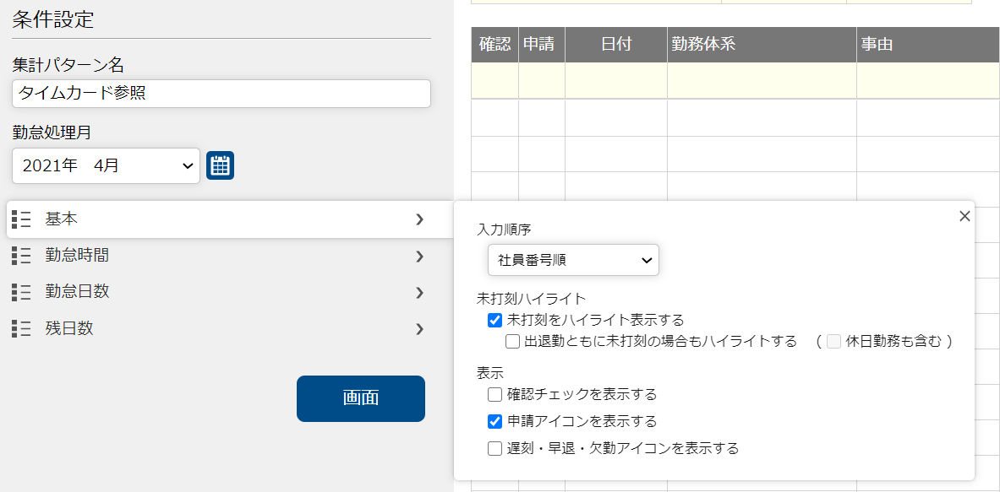 条件設定
集計パターン名
タイムカード参照
勤怠処理月
2021年　4月
基本
勤怠時間
勤怠日数
残日数
画面
確認 申請 日付 勤務体系 事由
入力順序
社員番号順
未打刻ハイライト
未打刻をハイライト表示する
出退勤ともに未打刻の場合もハイライトする （ 休日勤務も含む ）
表示
確認チェックを表示する
申請アイコンを表示する
遅刻・早退・欠勤アイコンを表示する